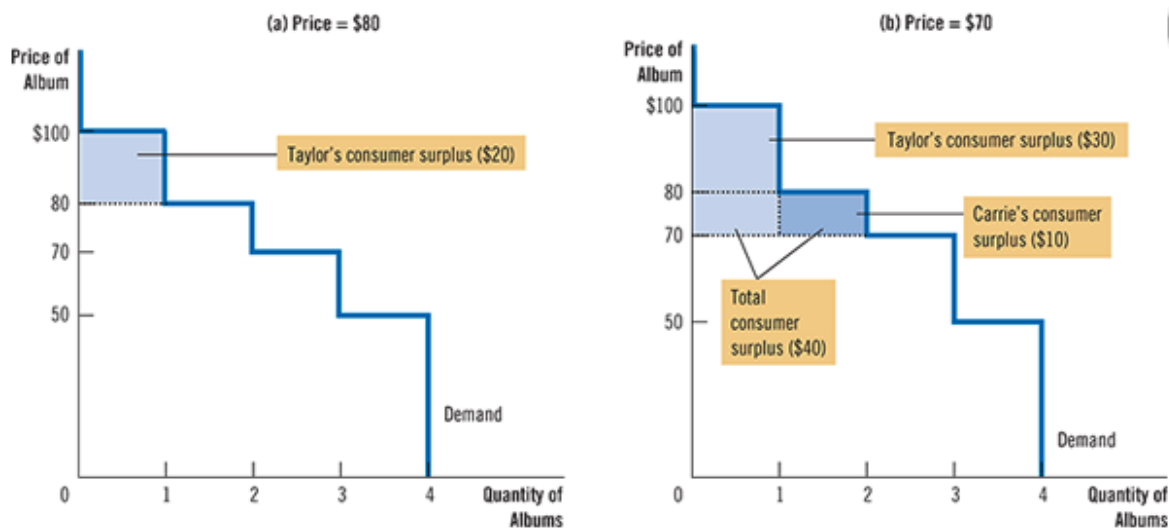 (a) Price = $80
Price of
Album
$100
80
70
50
Taylor's consumer surplus ($20)
Demand
0
1
2
3
4
Quantity of
Albums
(b) Price = $70
Price of
Album
$100
80
70
50
Taylor's consumer surplus ($30)
Carrie's consumer
surplus ($10)
Total
consumer
surplus ($40)
Demand
0
1
2
3
4
Quantity of
Albums